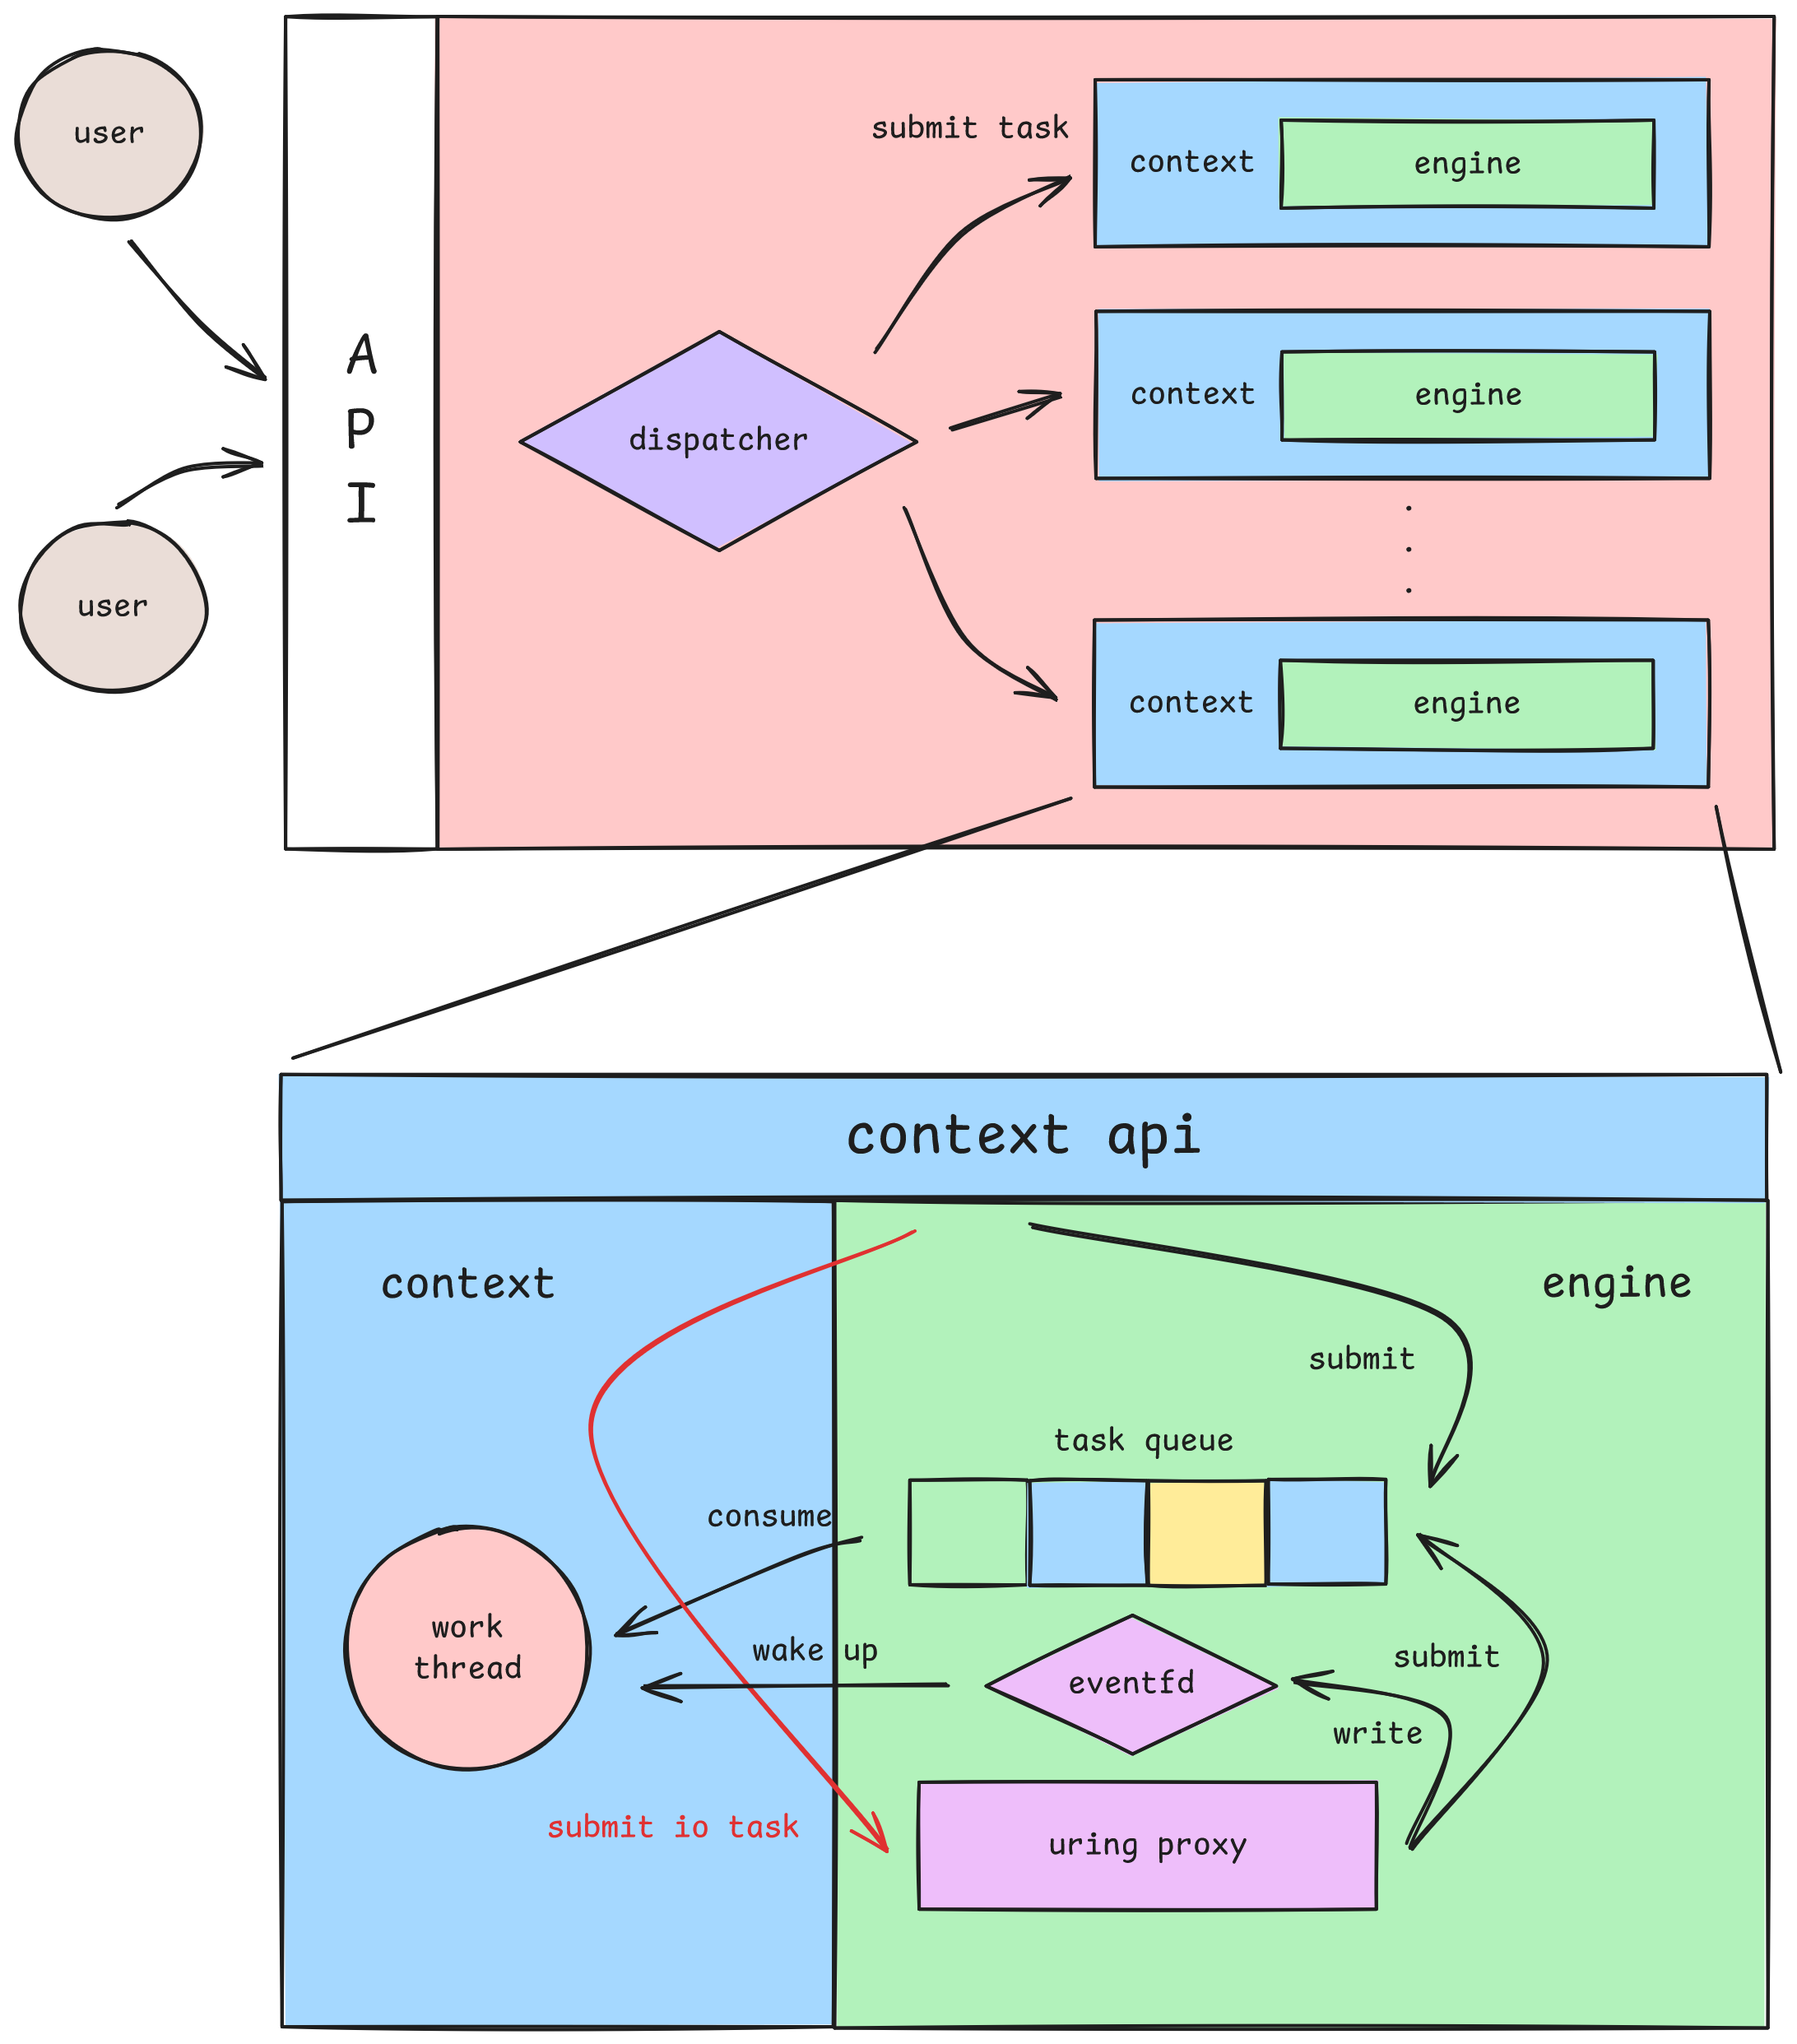 user
user
A
P
I
submit task
dispatcher
context
engine
context
engine
.
.
.
context
engine
context api
context
engine
submit
task queue
consume
work
thread
wake up
eventfd
submit
write
submit io task
uring proxy